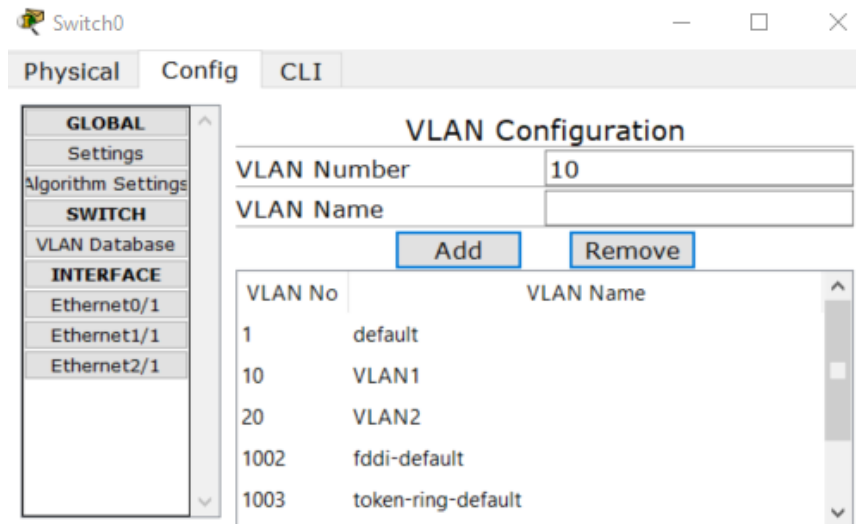 Switch0
Physical Config CLI
GLOBAL
Settings
Algorithm Settings
SWITCH
VLAN Database
INTERFACE
Ethernet0/1
Ethernet1/1
Ethernet2/1
VLAN Configuration
VLAN Number 10
VLAN Name
Add Remove
VLAN No VLAN Name
1 default
10 VLAN1
20 VLAN2
1002 fddi-default
1003 token-ring-default